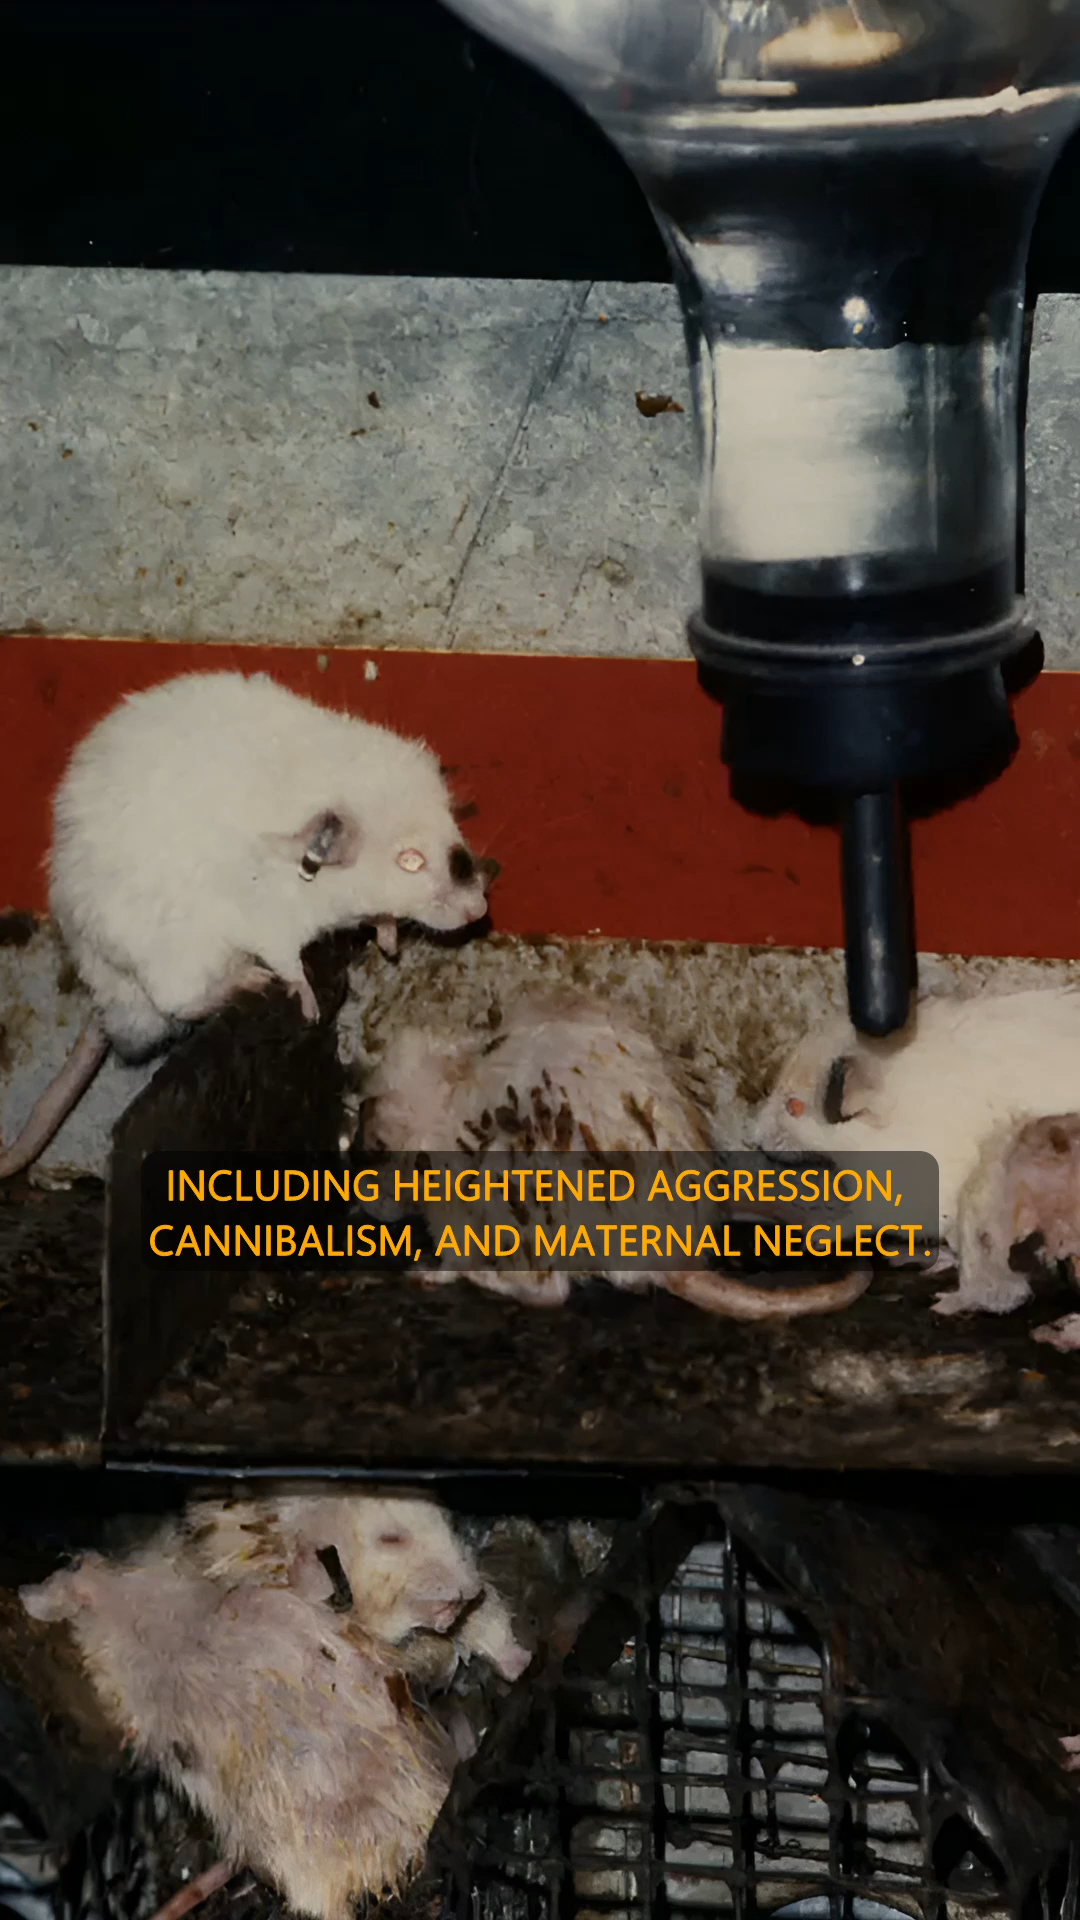 INCLUDING HEIGHTENED AGGRESSION,
CANNIBALISM, AND MATERNAL NEGLECT.